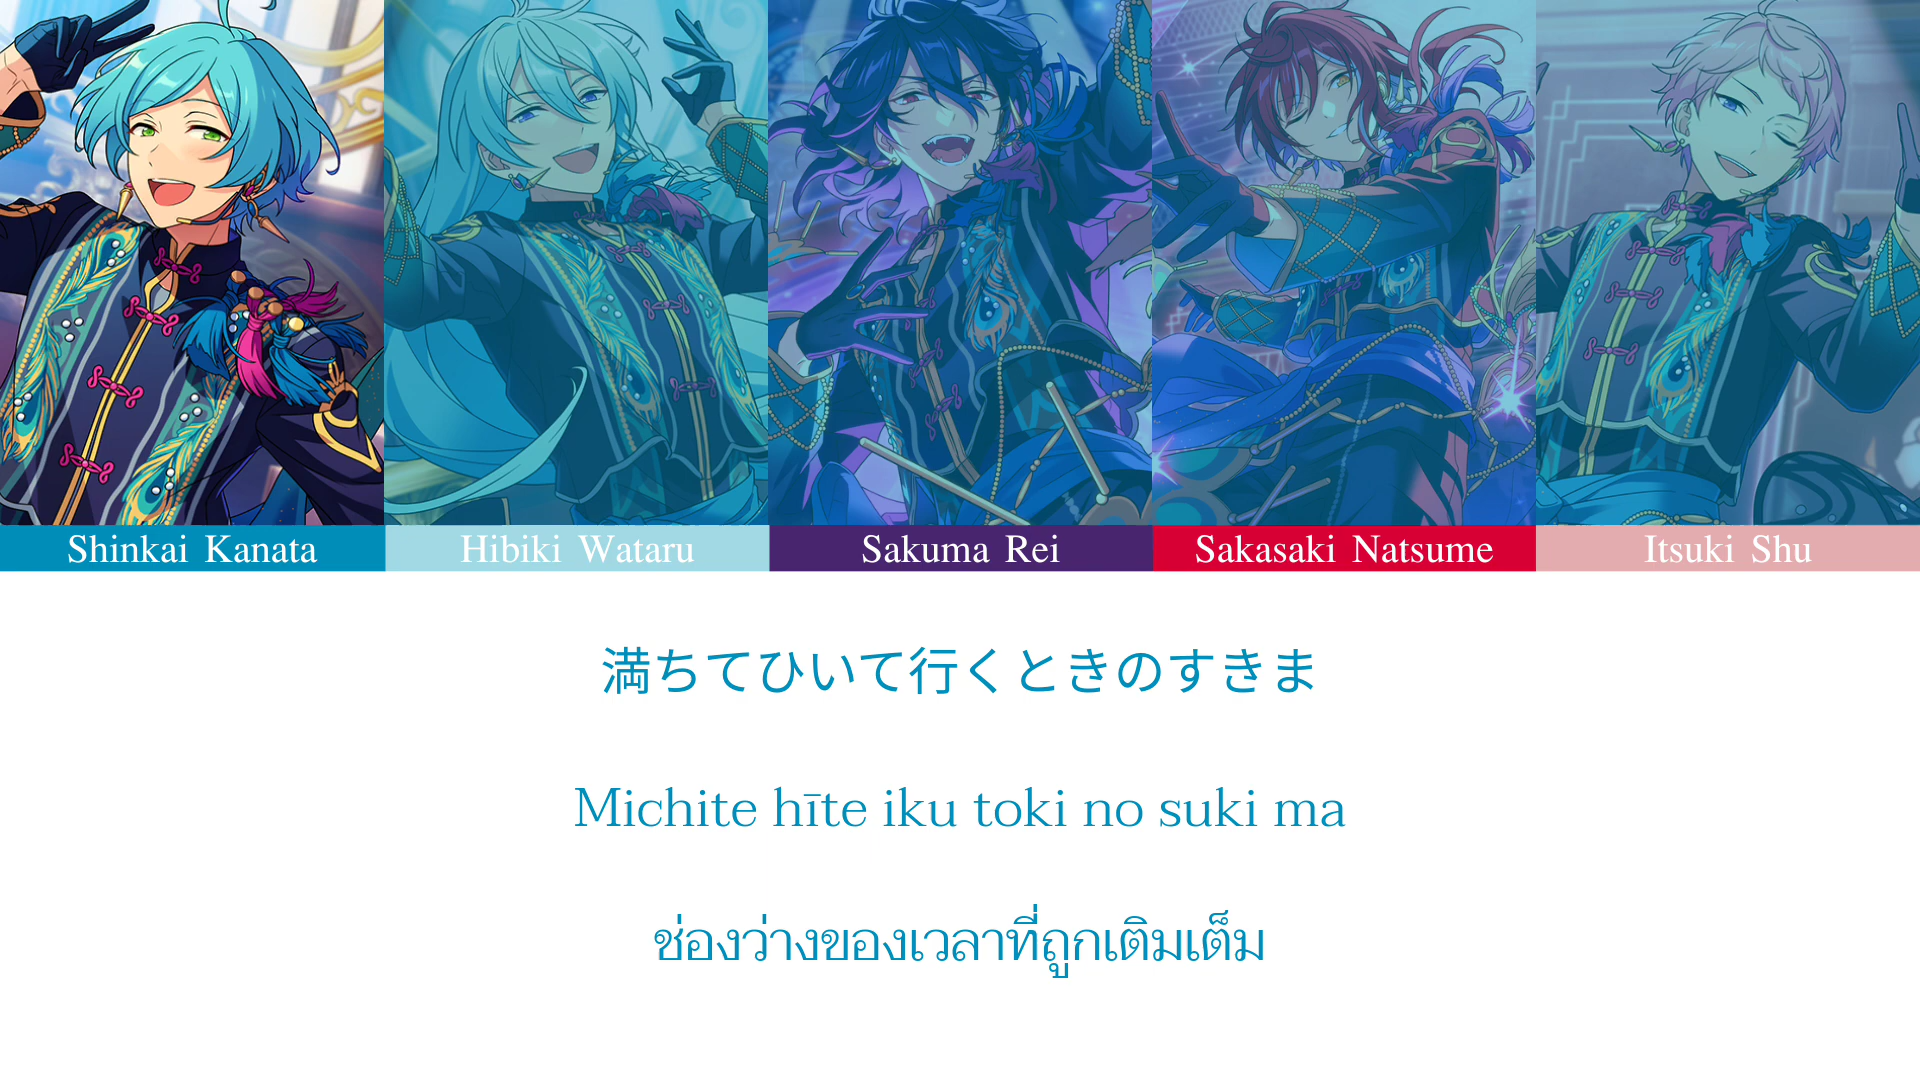 Shinkai Kanata
Hibiki Wataru
Sakuma Rei
Sakasaki Natsume
Itsuki Shu
満ちてひいて行くときのすきま
Michite hīte iku toki no suki ma
ช่องว่างของเวลาที่ถูกเติมเต็ม